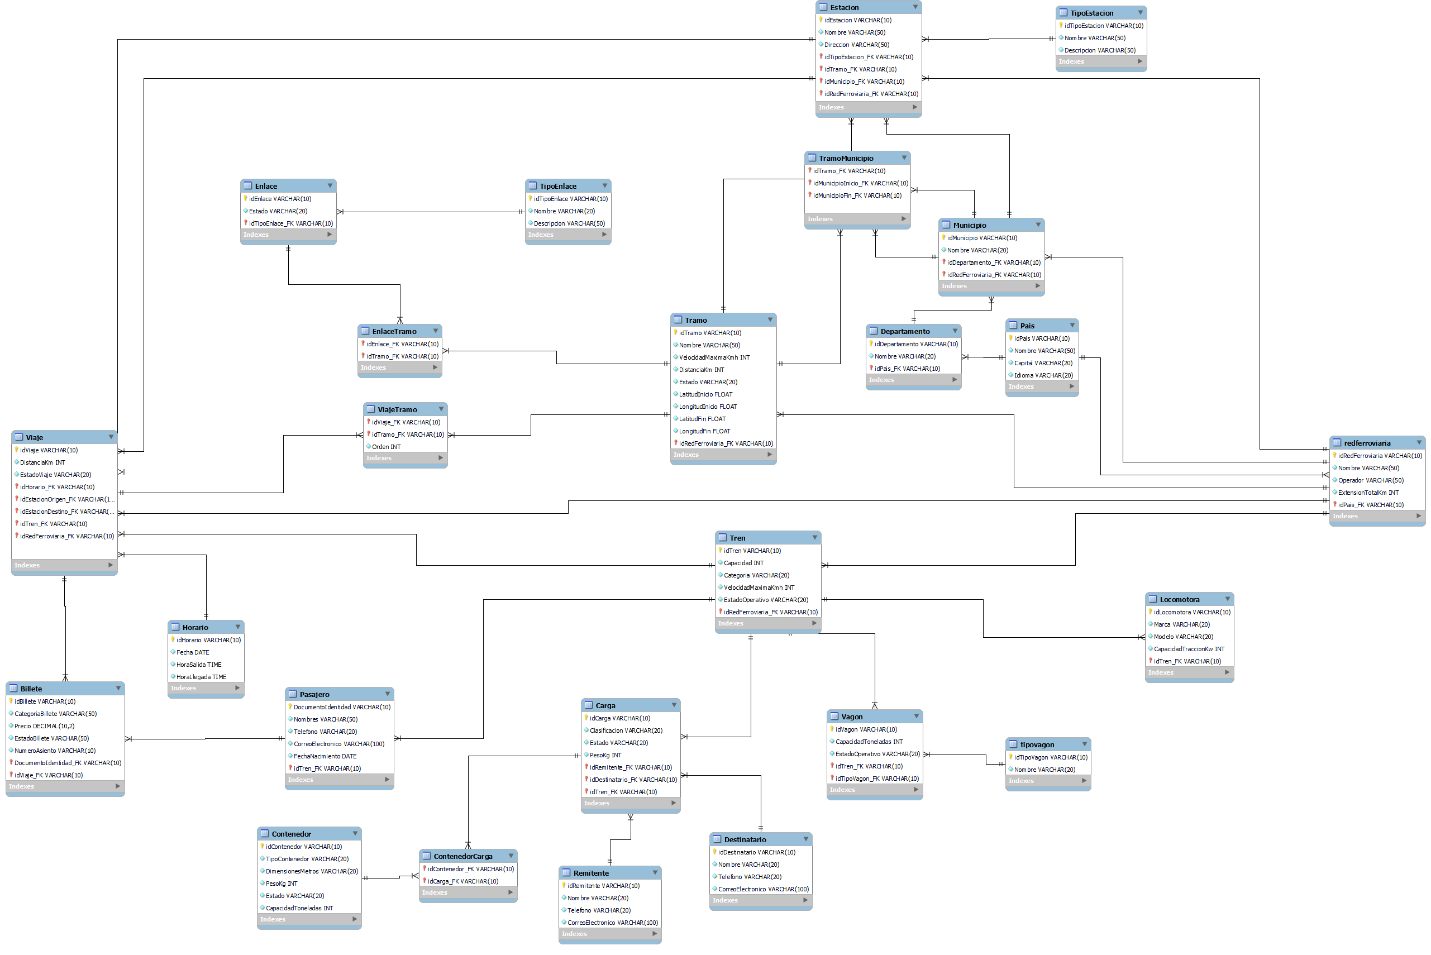 Estacion
idEstacion VARCHAR(10)
Nombre VARCHAR(50)
Direccion VARCHAR(50)
idTipoEstacion_FK VARCHAR(10)
idTramo_FK VARCHAR(10)
idMunicipio_FK VARCHAR(10)
idRedFerroviaria_FK VARCHAR(10)
Indexes
TipoEstacion
idTipoEstacion VARCHAR(10)
Nombre VARCHAR(50)
Descripcion VARCHAR(50)
Indexes
TramoMunicipio
idTramo_FK VARCHAR(10)
idMunicipioInicio_FK VARCHAR(10)
idMunicipioFin_FK VARCHAR(10)
Indexes
Enlace
idEnlace VARCHAR(10)
Estado VARCHAR(20)
idTipoEnlace_FK VARCHAR(10)
Indexes
TipoEnlace
idTipoEnlace VARCHAR(10)
Nombre VARCHAR(20)
Descripcion VARCHAR(50)
Indexes
Municipio
idMunicipio VARCHAR(10)
Nombre VARCHAR(20)
idDepartamento_FK VARCHAR(10)
idRedFerroviaria_FK VARCHAR(10)
Indexes
EnlaceTramo
idEnlace_FK VARCHAR(10)
idTramo_FK VARCHAR(10)
Indexes
Tramo
idTramo VARCHAR(10)
Nombre VARCHAR(50)
VelocidadMaximaKmh INT
DistanciaKm INT
Estado VARCHAR(20)
LatitudInicio FLOAT
LongitudInicio FLOAT
LatitudFin FLOAT
LongitudFin FLOAT
idRedFerroviaria_FK VARCHAR(10)
Indexes
Departamento
idDepartamento VARCHAR(10)
Nombre VARCHAR(20)
idPais_FK VARCHAR(10)
Indexes
Pais
idPais VARCHAR(10)
Nombre VARCHAR(50)
Capital VARCHAR(20)
Idioma VARCHAR(20)
Indexes
ViajeTramo
idViaje_FK VARCHAR(10)
idTramo_FK VARCHAR(10)
Orden INT
Indexes
Viaje
idViaje VARCHAR(10)
DistanciaKm INT
EstadoViaje VARCHAR(20)
idHorario_FK VARCHAR(10)
idEstacionOrigen_FK VARCHAR(1...
idEstacionDestino_FK VARCHAR(...
idTren_FK VARCHAR(10)
idRedFerroviaria_FK VARCHAR(10)
Indexes
redferroviaria
idRedFerroviaria VARCHAR(10)
Nombre VARCHAR(50)
Operador VARCHAR(50)
ExtensionTotalKm INT
idPais_FK VARCHAR(10)
Indexes
Tren
idTren VARCHAR(10)
Capacidad INT
Categoria VARCHAR(20)
VelocidadMaximaKmh INT
EstadoOperativo VARCHAR(20)
idRedFerroviaria_FK VARCHAR(10)
Indexes
Locomotora
idLocomotora VARCHAR(10)
Marca VARCHAR(20)
Modelo VARCHAR(20)
CapacidadTraccionKw INT
idTren_FK VARCHAR(10)
Indexes
Horario
idHorario VARCHAR(10)
Fecha DATE
HoraSalida TIME
HoraLlegada TIME
Indexes
Billete
idBillete VARCHAR(10)
CategoriaBillete VARCHAR(50)
Precio DECIMAL(10,2)
EstadoBillete VARCHAR(50)
NumeroAsiento VARCHAR(10)
DocumentoIdentidad_FK VARCHAR(10)
idViaje_FK VARCHAR(10)
Indexes
Pasajero
DocumentoIdentidad VARCHAR(10)
Nombres VARCHAR(50)
Telefono VARCHAR(20)
CorreoElectronico VARCHAR(100)
FechaNacimiento DATE
idTren_FK VARCHAR(10)
Indexes
Carga
idCarga VARCHAR(10)
Clasificacion VARCHAR(20)
Estado VARCHAR(20)
PesoKg INT
idRemitente_FK VARCHAR(10)
idDestinatario_FK VARCHAR(10)
idTren_FK VARCHAR(10)
Indexes
Vagon
idVagon VARCHAR(10)
CapacidadToneladas INT
EstadoOperativo VARCHAR(20)
idTren_FK VARCHAR(10)
idTipoVagon_FK VARCHAR(10)
Indexes
tipovagon
idTipoVagon VARCHAR(10)
Nombre VARCHAR(20)
Indexes
Contenedor
idContenedor VARCHAR(10)
TipoContenedor VARCHAR(20)
DimensionesMetros VARCHAR(20)
PesoKg INT
Estado VARCHAR(20)
CapacidadToneladas INT
Indexes
ContenedorCarga
idContenedor_FK VARCHAR(10)
idCarga_FK VARCHAR(10)
Indexes
Destinatario
idDestinatario VARCHAR(10)
Nombre VARCHAR(20)
Telefono VARCHAR(20)
CorreoElectronico VARCHAR(100)
Indexes
Remitente
idRemitente VARCHAR(10)
Nombre VARCHAR(20)
Telefono VARCHAR(20)
CorreoElectronico VARCHAR(100)
Indexes